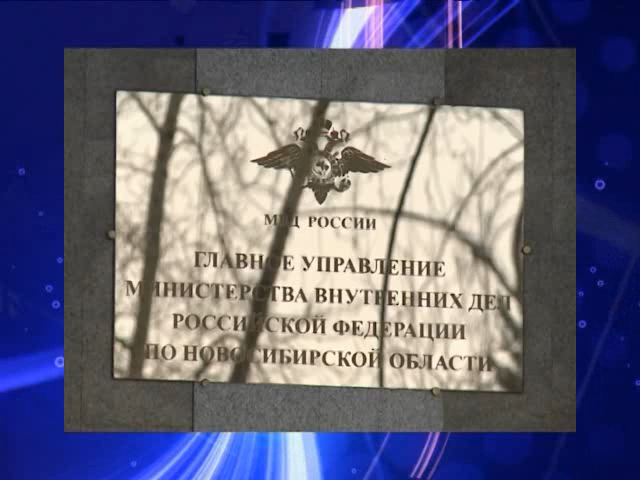 МВД РОССИИ
ГЛАВНОЕ УПРАВЛЕНИЕ
МИНИСТЕРСТВА ВНУТРЕННИХ ДЕЛ
РОССИЙСКОЙ ФЕДЕРАЦИИ
ПО НОВОСИБИРСКОЙ ОБЛАСТИ